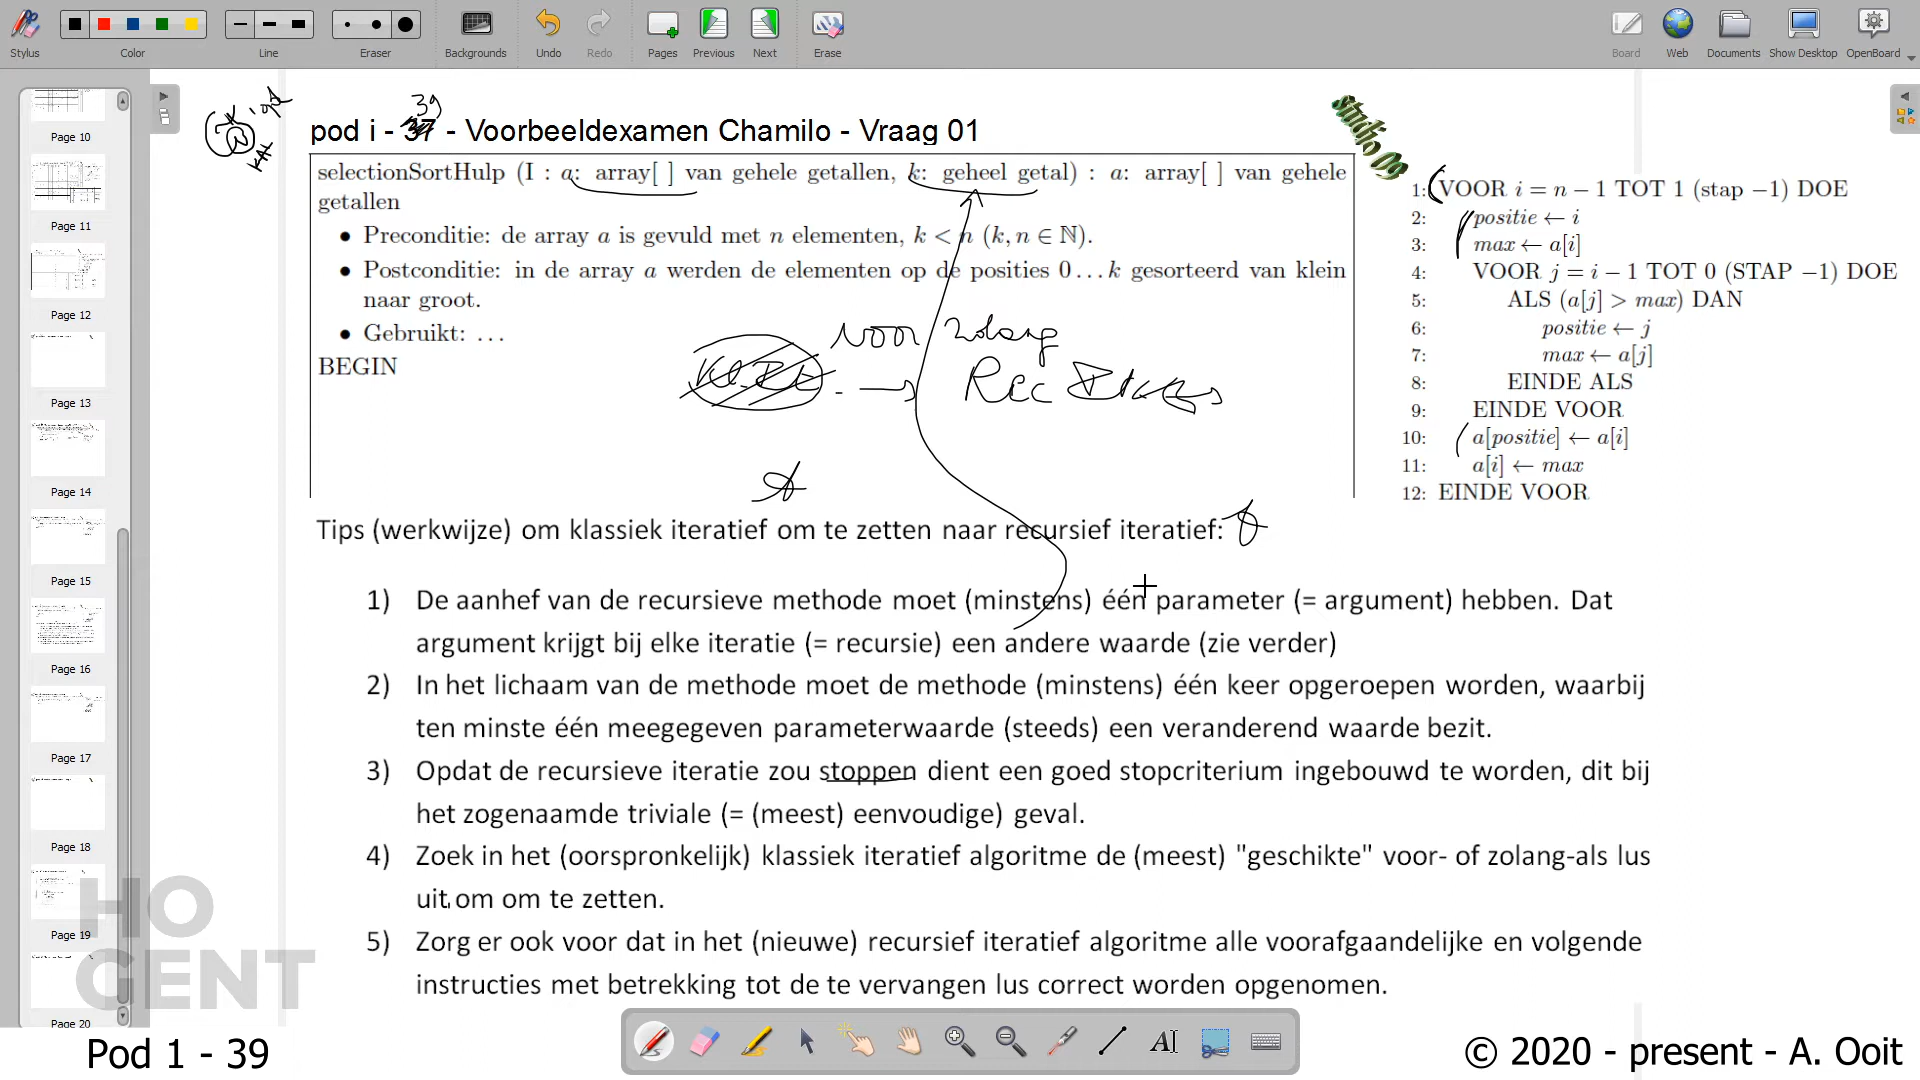 Stylus
Color
Line
Eraser
Backgrounds
Undo
Redo
Pages
Previous
Next
Erase
Board
Web
Documents
Show Desktop
OpenBoard
Page 10
Page 11
Page 12
Page 13
Page 14
Page 15
Page 16
Page 17
Page 18
Page 19
Page 20
39
pod i - 37 - Voorbeeldexamen Chamilo - Vraag 01
selectionSortHulp (I : a: array[ ] van gehele getallen, k: geheel getal) : a: array[ ] van gehele
getallen
• Preconditie: de array a is gevuld met n elementen, k < n (k, n ∈ ℕ).
• Postconditie: in de array a werden de elementen op de posities 0 . . . k gesorteerd van klein
naar groot.
• Gebruikt: . . .
BEGIN
voor zolang
Rec
1: VOOR i = n − 1 TOT 1 (stap −1) DOE
2: positie ← i
3: max ← a[i]
4: VOOR j = i − 1 TOT 0 (STAP −1) DOE
5: ALS (a[j] > max) DAN
6: positie ← j
7: max ← a[j]
8: EINDE ALS
9: EINDE VOOR
10: a[positie] ← a[i]
11: a[i] ← max
12: EINDE VOOR
Tips (werkwijze) om klassiek iteratief om te zetten naar recursief iteratief:
1) De aanhef van de recursieve methode moet (minstens) één parameter (= argument) hebben. Dat
argument krijgt bij elke iteratie (= recursie) een andere waarde (zie verder)
2) In het lichaam van de methode moet de methode (minstens) één keer opgeroepen worden, waarbij
ten minste één meegegeven parameterwaarde (steeds) een veranderend waarde bezit.
3) Opdat de recursieve iteratie zou stoppen dient een goed stopcriterium ingebouwd te worden, dit bij
het zogenaamde triviale (= (meest) eenvoudige) geval.
4) Zoek in het (oorspronkelijk) klassiek iteratief algoritme de (meest) "geschikte" voor- of zolang-als lus
uit om om te zetten.
5) Zorg er ook voor dat in het (nieuwe) recursief iteratief algoritme alle voorafgaandelijke en volgende
instructies met betrekking tot de te vervangen lus correct worden opgenomen.
HO
GENT
Pod 1 - 39
© 2020 - present - A. Ooit